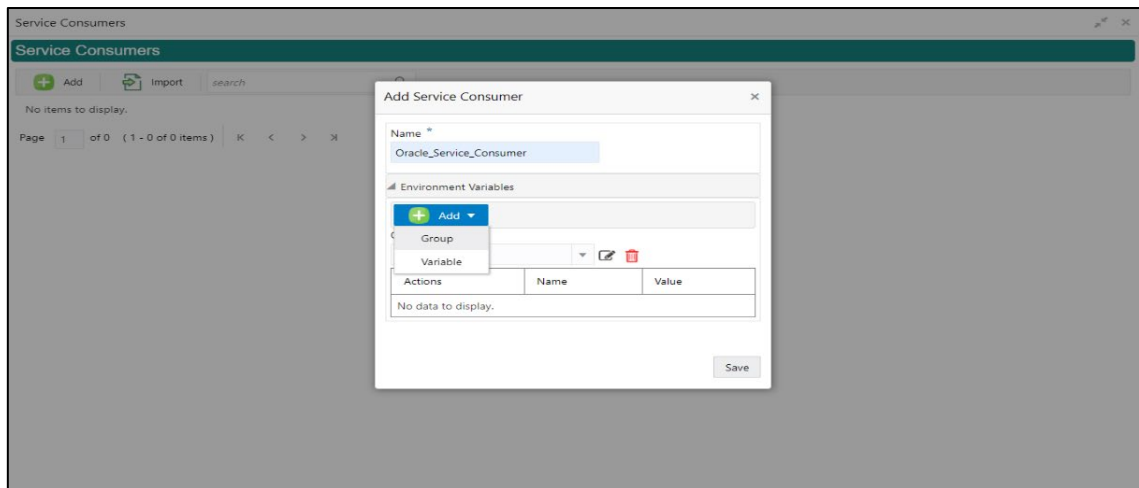 Service Consumers
Service Consumers
Add Import search
No items to display.
Page 1 of 0 ( 1 - 0 of 0 items ) K < > >|
Add Service Consumer ×
Name *
Oracle_Service_Consumer
Environment Variables
Add
Group
Variable
Actions Name Value
No data to display.
Save